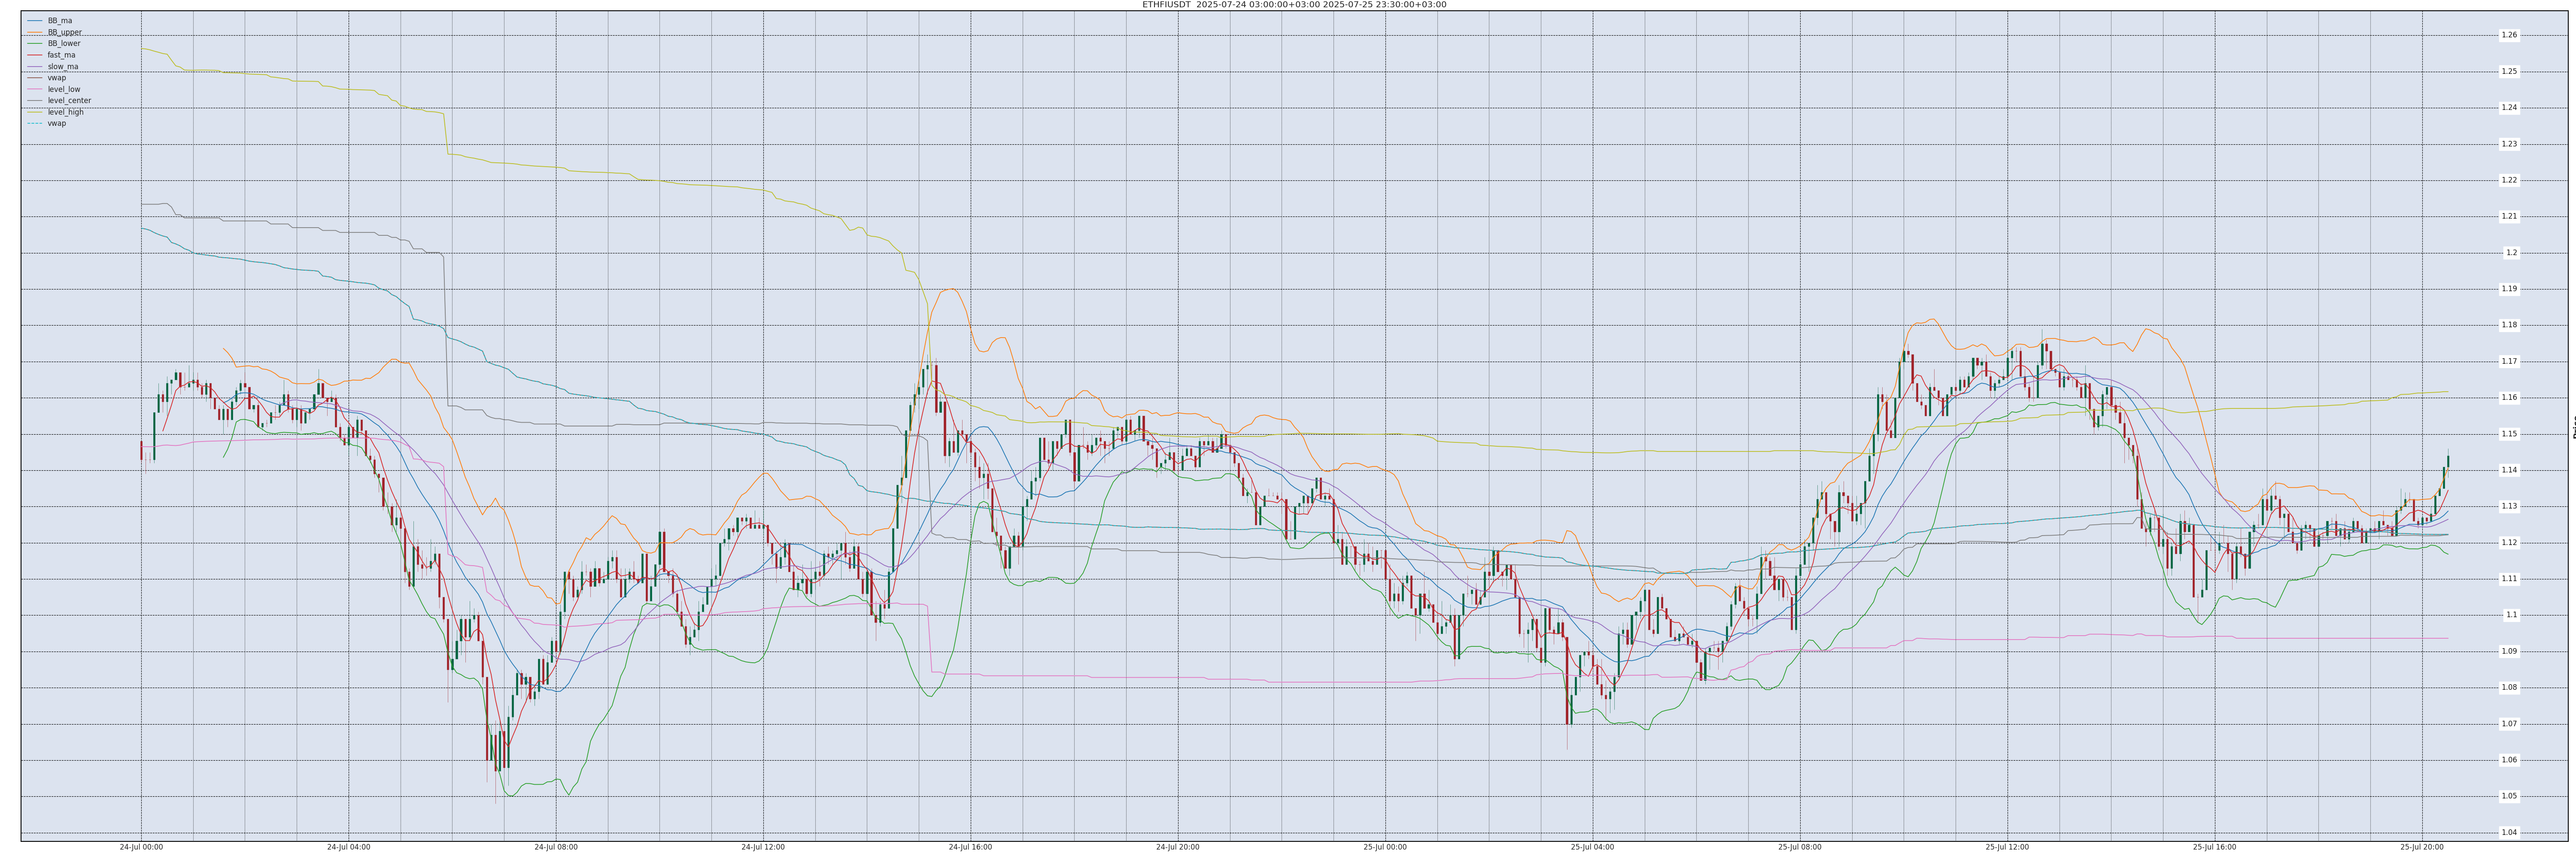 ETHFIUSDT  2025-07-24 03:00:00+03:00 2025-07-25 23:30:00+03:00
BB_ma
BB_upper
BB_lower
fast_ma
slow_ma
vwap
level_low
level_center
level_high
vwap
1.26
1.25
1.24
1.23
1.22
1.21
1.2
1.19
1.18
1.17
1.16
1.15
1.14
1.13
1.12
1.11
1.1
1.09
1.08
1.07
1.06
1.05
1.04
24-Jul 00:00
24-Jul 04:00
24-Jul 08:00
24-Jul 12:00
24-Jul 16:00
24-Jul 20:00
25-Jul 00:00
25-Jul 04:00
25-Jul 08:00
25-Jul 12:00
25-Jul 16:00
25-Jul 20:00